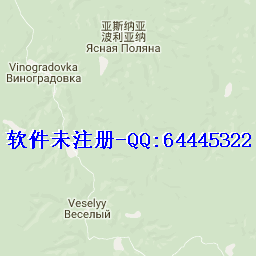 亚斯纳亚
波利亚纳
Ясная Поляна
Vinogradovka
Виноградовка
软件未注册-QQ:64445322
Veselyy
Веселый